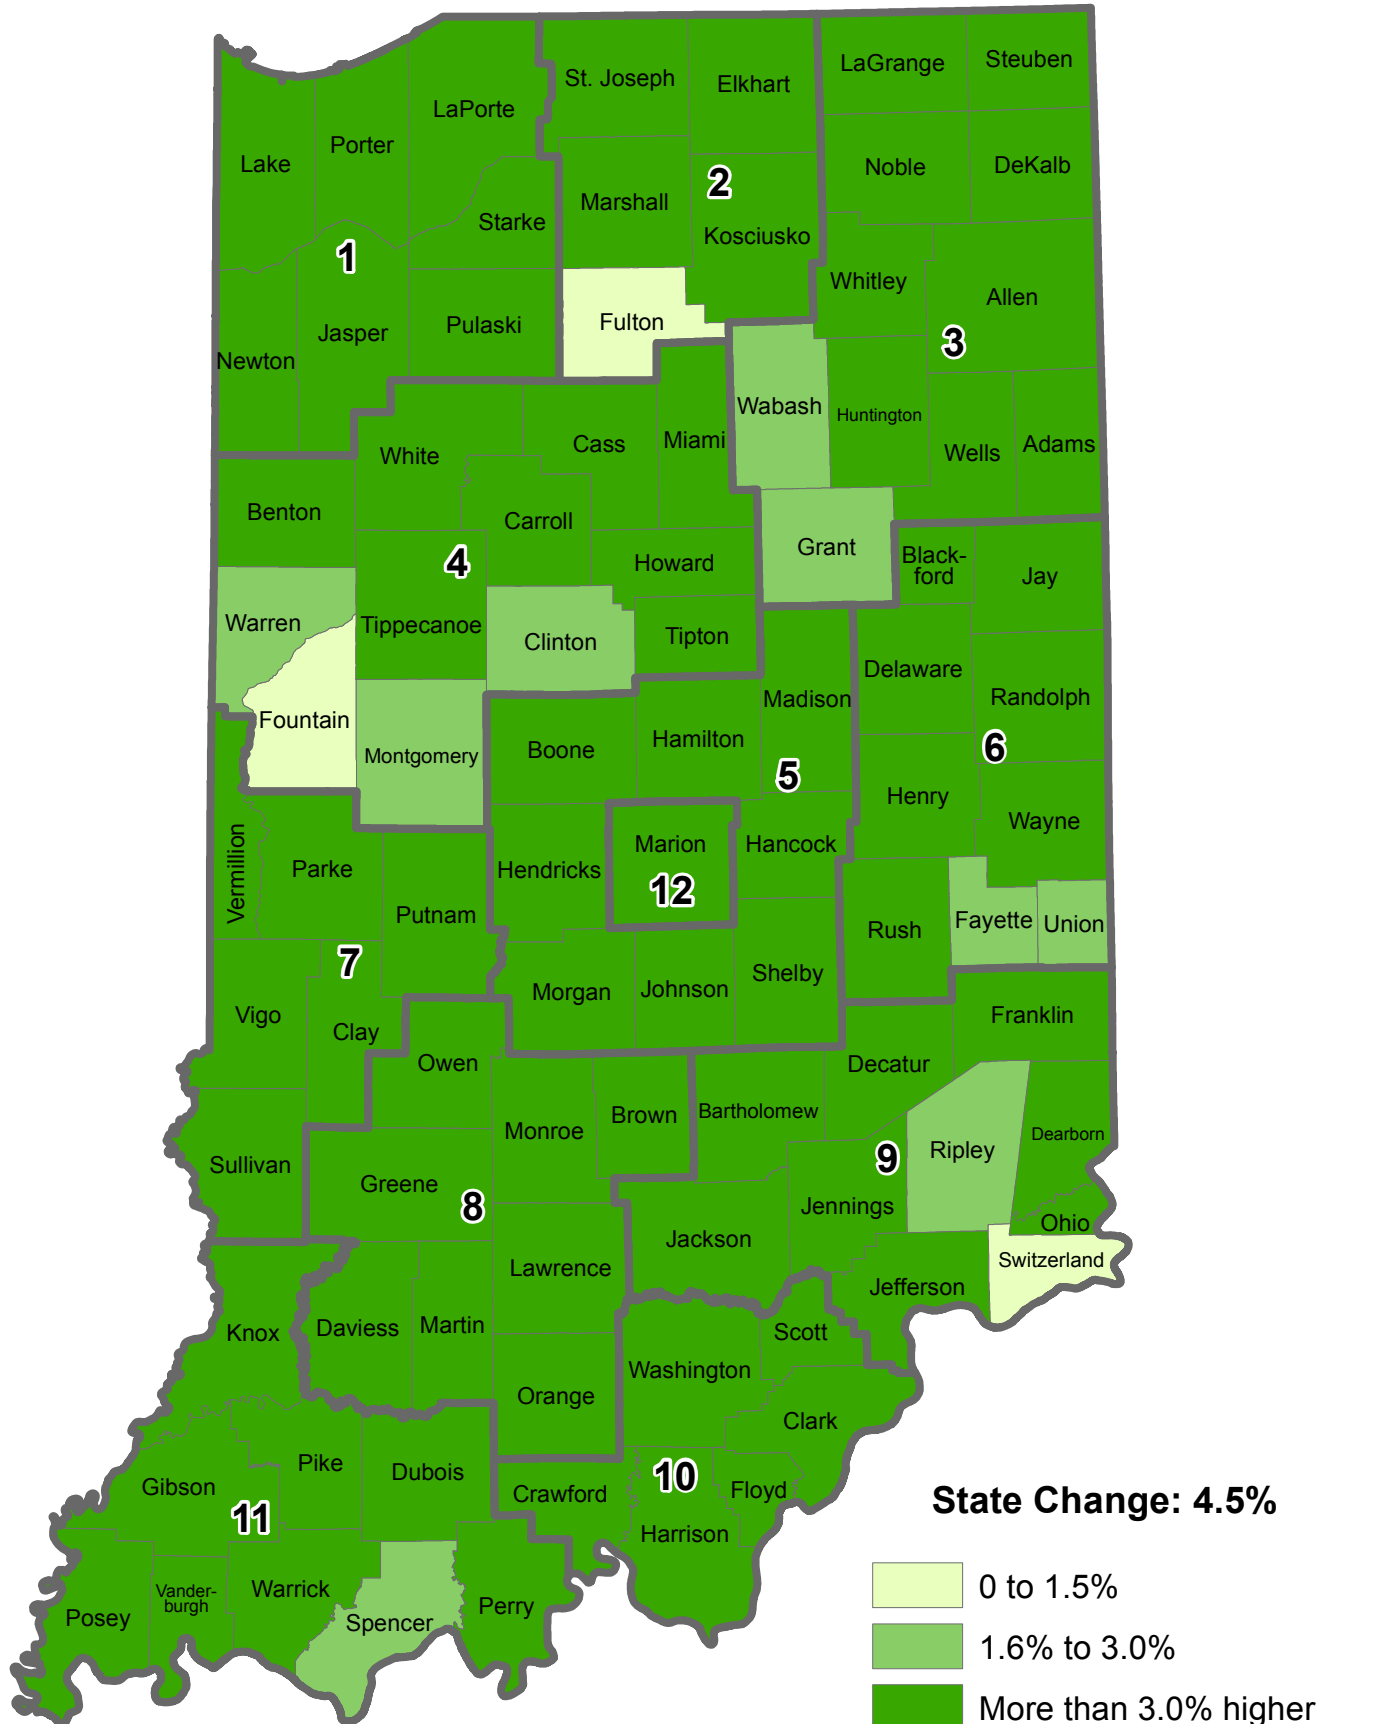 LaGrange
Steuben
St. Joseph
Elkhart
LaPorte
Porter
Lake
Noble
DeKalb
2
Marshall
Starke
Kosciusko
1
Whitley
Allen
Fulton
Pulaski
Jasper
3
Newton
Wabash
Huntington
Miami
Cass
Adams
White
Wells
Benton
Carroll
Grant
Black-
ford
4
Howard
Jay
Warren
Tippecanoe
Clinton
Tipton
Delaware
Madison
Randolph
Fountain
Hamilton
6
Boone
Montgomery
5
Henry
Wayne
Marion
Hancock
Vermillion
Parke
Hendricks
12
Putnam
Fayette
Union
Rush
7
Shelby
Morgan
Johnson
Vigo
Franklin
Clay
Owen
Decatur
Brown
Bartholomew
Monroe
Dearborn
Ripley
9
Sullivan
Greene
8
Jennings
Ohio
Jackson
Switzerland
Lawrence
Jefferson
Knox
Daviess
Martin
Scott
Washington
Orange
Clark
Pike
Dubois
10
Gibson
Crawford
Floyd
State Change: 4.5%
11
Harrison
0 to 1.5%
Warrick
Vander-
burgh
Perry
Posey
Spencer
1.6% to 3.0%
More than 3.0% higher